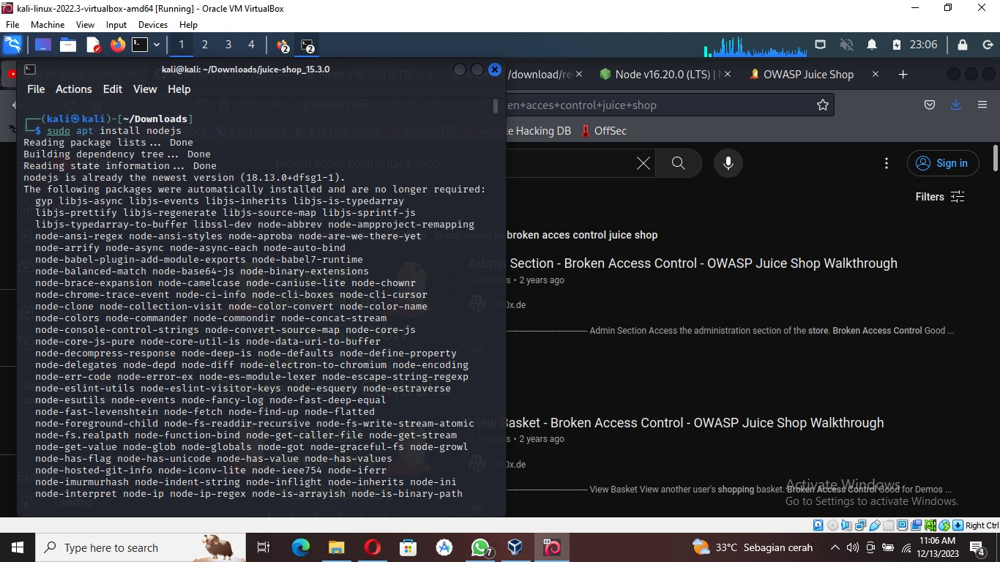 kali-linux-2022.3-virtualbox-amd64 [Running] - Oracle VM VirtualBox
File Machine View Input Devices Help
1 2 3 4
2
2
23:06
kali@kali: ~/Downloads/juice-shop_15.3.0
/download/rel
Node v16.20.0 (LTS) |
OWASP Juice Shop
File Actions Edit View Help
en+acces+control+juice+shop
Hacking DB
OffSec
┌──(kali㉿kali)-[~/Downloads]
└─$ sudo apt install nodejs
Reading package lists... Done
Building dependency tree... Done
Reading state information... Done
nodejs is already the newest version (18.13.0+dfsg1-1).
The following packages were automatically installed and are no longer required:
gyp libjs-async libjs-events libjs-inherits libjs-is-typedarray
libjs-prettify libjs-regenerate libjs-source-map libjs-sprintf-js
libjs-typedarray-to-buffer libssl-dev node-abbrev node-ampproject-remapping
node-ansi-regex node-ansi-styles node-aproba node-are-we-there-yet
node-arrify node-async node-async-each node-auto-bind
node-babel-plugin-add-module-exports node-babel7-runtime
node-balanced-match node-base64-js node-binary-extensions
node-brace-expansion node-camelcase node-caniuse-lite node-chownr
node-chrome-trace-event node-ci-info node-cli-boxes node-cli-cursor
node-clone node-collection-visit node-color-convert node-color-name
node-colors node-commander node-commondir node-concat-stream
node-console-control-strings node-convert-source-map node-core-js
node-core-js-pure node-core-util-is node-data-uri-to-buffer
node-decompress-response node-deep-is node-defaults node-define-property
node-delegates node-depd node-diff node-electron-to-chromium node-encoding
node-err-code node-error-ex node-es-module-lexer node-escape-string-regexp
node-eslint-utils node-eslint-visitor-keys node-esquery node-estraverse
node-esutils node-events node-fancy-log node-fast-deep-equal
node-fast-levenshtein node-fetch node-find-up node-flatted
node-foreground-child node-fs-readdir-recursive node-fs-write-stream-atomic
node-fs.realpath node-function-bind node-get-caller-file node-get-stream
node-get-value node-glob node-globals node-got node-graceful-fs node-growl
node-has-flag node-has-unicode node-has-value node-has-values
node-hosted-git-info node-iconv-lite node-ieee754 node-iferr
node-imurmurhash node-indent-string node-inflight node-inherits node-ini
node-interpret node-ip node-ip-regex node-is-arrayish node-is-binary-path
Sign in
Filters
broken acces control juice shop
Admin Section - Broken Access Control - OWASP Juice Shop Walkthrough
• 2 years ago
Admin Section Access the administration section of the store. Broken Access Control Good ...
View Basket - Broken Access Control - OWASP Juice Shop Walkthrough
• 2 years ago
View Basket View another user's shopping basket. Broken Access Control Good for Demos ...
Activate Windows
Go to Settings to activate Windows.
Right Ctrl
Type here to search
7
33°C Sebagian cerah
11:06 AM
12/13/2023
4